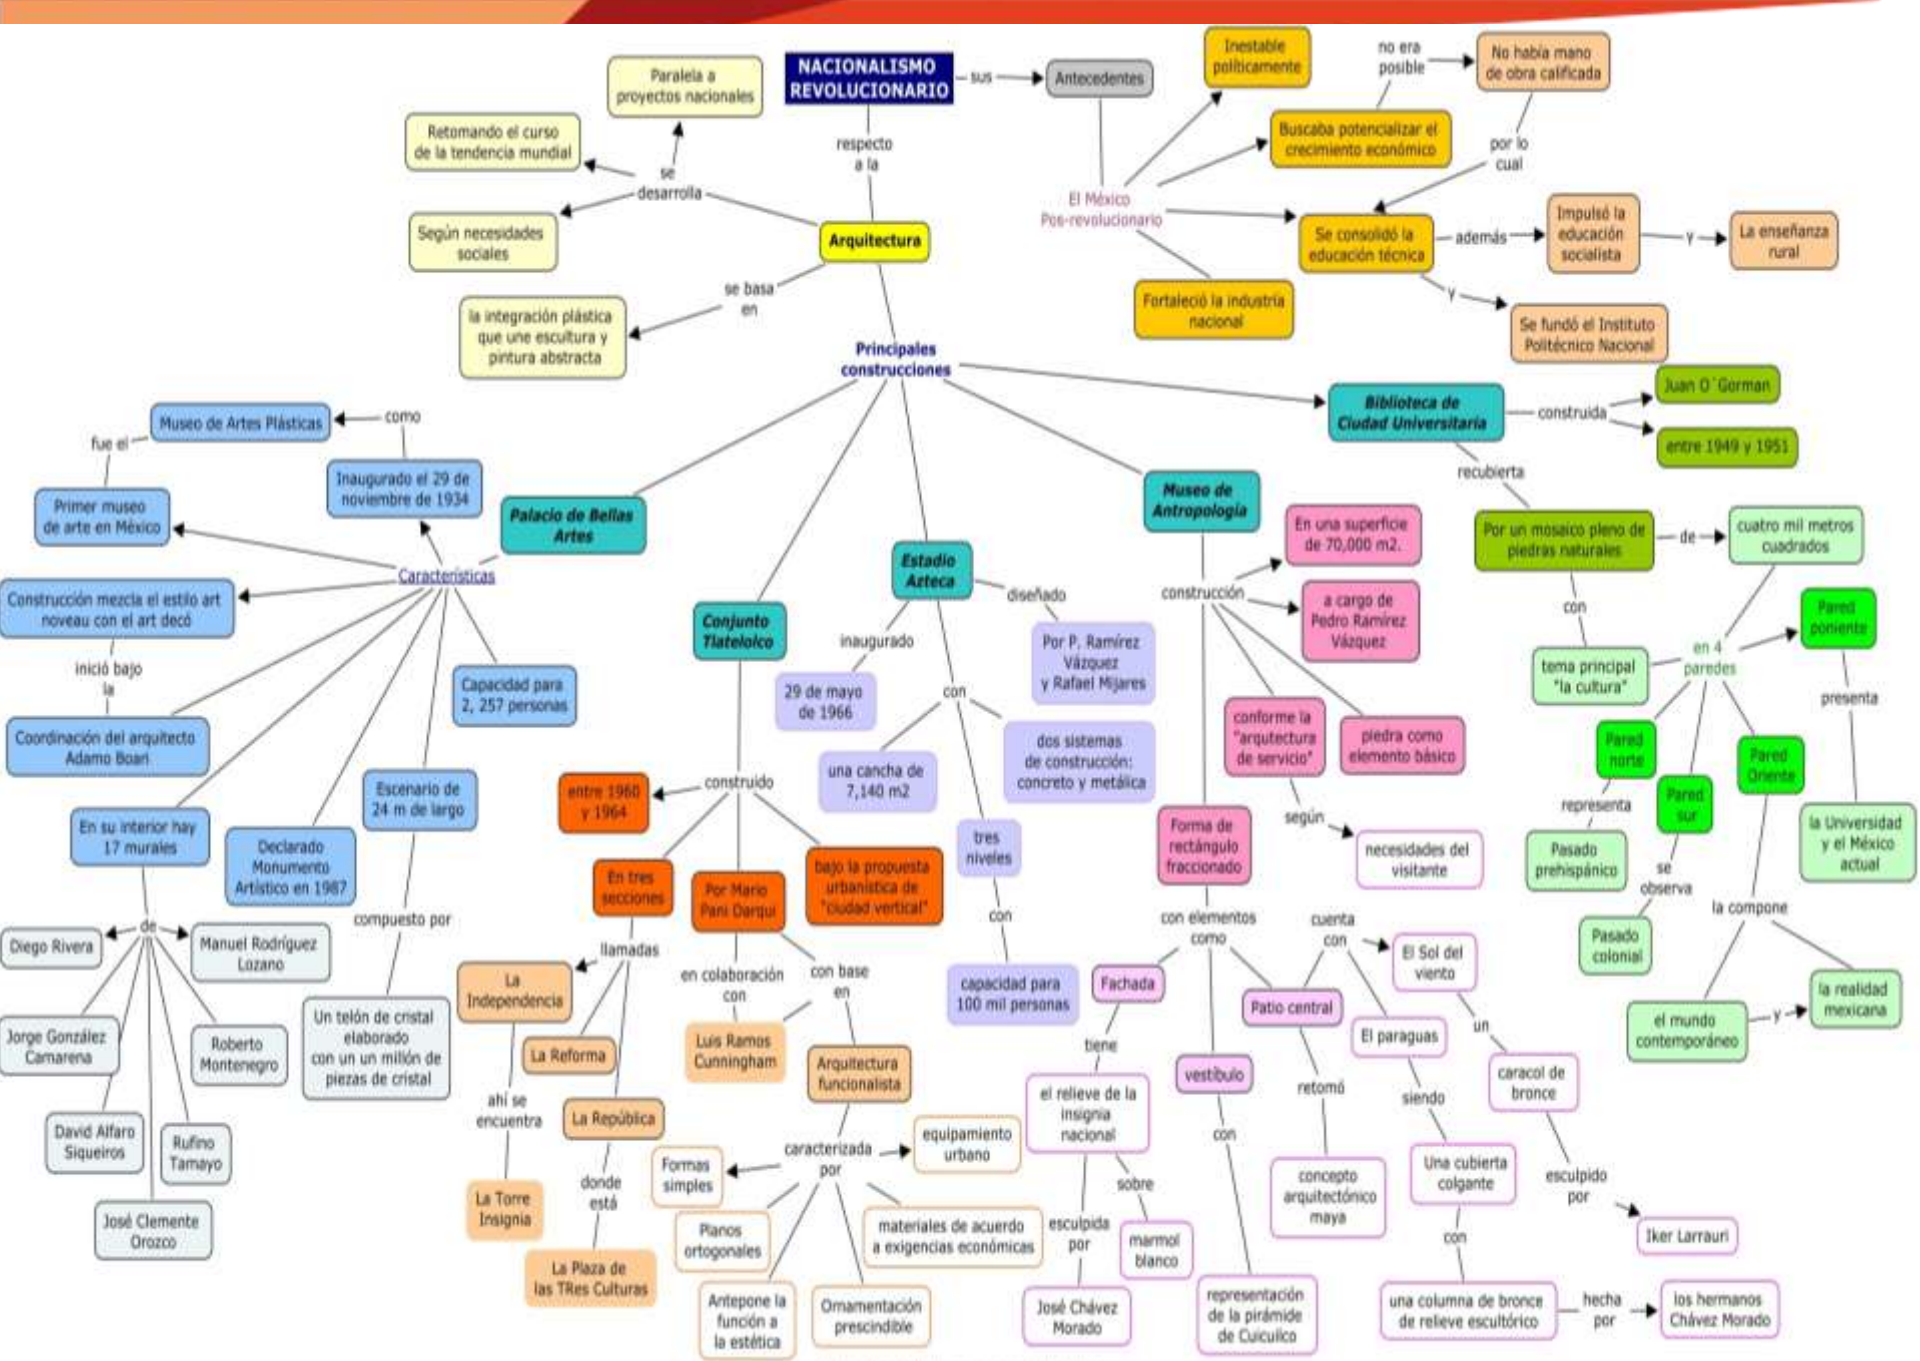 NACIONALISMO
REVOLUCIONARIO
sus
Antecedentes
El México
Pos-revolucionario
Inestable
políticamente
Buscaba potencializar el
crecimiento económico
no era
posible
No había mano
de obra calificada
por lo
cual
Se consolidó la
educación técnica
además
Impulsó la
educación
socialista
y
La enseñanza
rural
y
Se fundó el Instituto
Politécnico Nacional
Fortaleció la industria
nacional
respecto
a la
Arquitectura
se
desarrolla
Paralela a
proyectos nacionales
Retomando el curso
de la tendencia mundial
Según necesidades
sociales
se basa
en
la integración plástica
que une escultura y
pintura abstracta
Principales
construcciones
Palacio de Bellas
Artes
Características
Inaugurado el 29 de
noviembre de 1934
como
Museo de Artes Plásticas
fue el
Primer museo
de arte en México
Construcción mezcla el estilo art
noveau con el art decó
inició bajo
la
Coordinación del arquitecto
Adamo Boari
En su interior hay
17 murales
de
Diego Rivera
Manuel Rodríguez
Lozano
Jorge González
Camarena
Roberto
Montenegro
David Alfaro
Siqueiros
Rufino
Tamayo
José Clemente
Orozco
Declarado
Monumento
Artístico en 1987
Escenario de
24 m de largo
compuesto por
Un telón de cristal
elaborado
con un un millón de
piezas de cristal
Capacidad para
2, 257 personas
Conjunto
Tlatelolco
construido
entre 1960
y 1964
En tres
secciones
llamadas
La
Independencia
ahí se
encuentra
La Torre
Insignia
La Reforma
La República
donde
está
La Plaza de
las TRes Culturas
Por Mario
Pani Darqui
en colaboración
con
Luis Ramos
Cunningham
con base
en
Arquitectura
funcionalista
caracterizada
por
Formas
simples
equipamiento
urbano
Planos
ortogonales
materiales de acuerdo
a exigencias económicas
Antepone la
función a
la estética
Ornamentación
prescindible
bajo la propuesta
urbanística de
"ciudad vertical"
Estadio
Azteca
inaugurado
29 de mayo
de 1966
diseñado
Por P. Ramírez
Vázquez
y Rafael Mijares
con
una cancha de
7,140 m2
dos sistemas
de construcción:
concreto y metálica
tres
niveles
con
capacidad para
100 mil personas
Museo de
Antropología
construcción
En una superficie
de 70,000 m2.
a cargo de
Pedro Ramírez
Vázquez
piedra como
elemento básico
conforme la
"arqutectura
de servicio"
según
necesidades del
visitante
Forma de
rectángulo
fraccionado
con elementos
como
Fachada
tiene
el relieve de la
insignia
nacional
esculpida
por
José Chávez
Morado
sobre
marmol
blanco
vestíbulo
con
representación
de la pirámide
de Cuicuilco
Patio central
retomó
concepto
arquitectónico
maya
cuenta
con
El Sol del
viento
un
caracol de
bronce
esculpido
por
Iker Larrauri
El paraguas
siendo
Una cubierta
colgante
con
una columna de bronce
de relieve escultórico
hecha
por
los hermanos
Chávez Morado
Biblioteca de
Ciudad Universitaria
construida
Juan O´Gorman
entre 1949 y 1951
recubierta
Por un mosaico pleno de
piedras naturales
de
cuatro mil metros
cuadrados
con
tema principal
"la cultura"
en 4
paredes
Pared
poniente
presenta
la Universidad
y el México
actual
Pared
norte
representa
Pasado
prehispánico
Pared
sur
se
observa
Pasado
colonial
Pared
Oriente
la compone
el mundo
contemporáneo
y
la realidad
mexicana